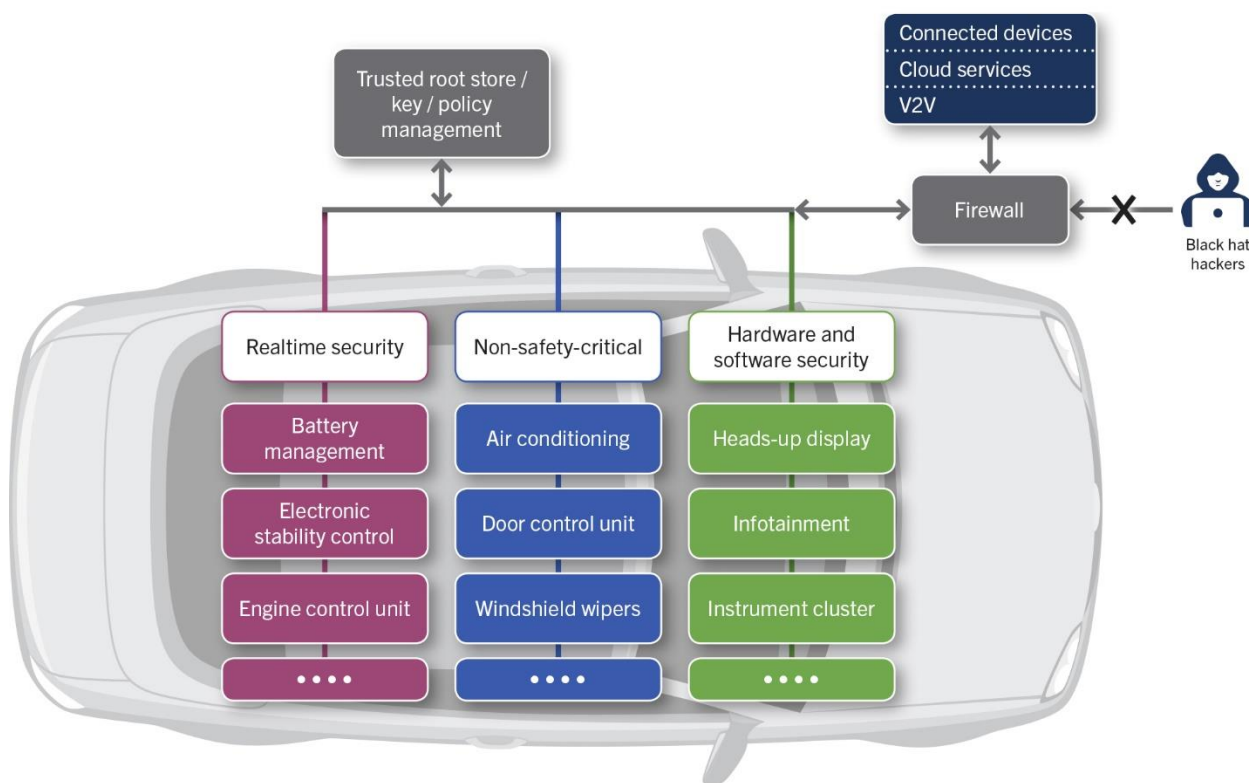 Connected devices
Cloud services
V2V
Trusted root store /
key / policy
management
Firewall
Black hat
hackers
Realtime security
Non-safety-critical
Hardware and
software security
Battery
management
Air conditioning
Heads-up display
Electronic
stability control
Door control unit
Infotainment
Engine control unit
Windshield wipers
Instrument cluster